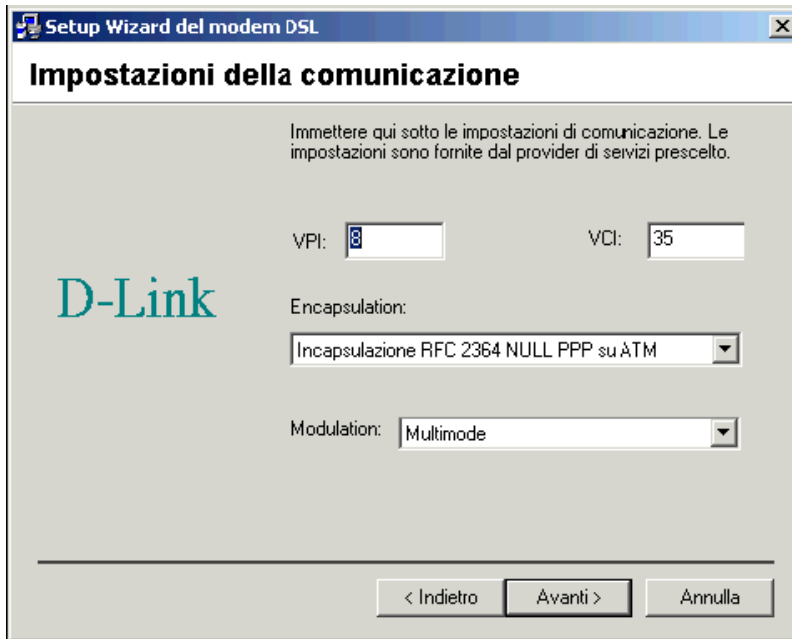 Setup Wizard del modem DSL
Impostazioni della comunicazione
Immettere qui sotto le impostazioni di comunicazione. Le
impostazioni sono fornite dal provider di servizi prescelto.
VPI: 8 VCI: 35
D-Link
Encapsulation:
Incapsulazione RFC 2364 NULL PPP su ATM
Modulation: Multimode
< Indietro Avanti > Annulla